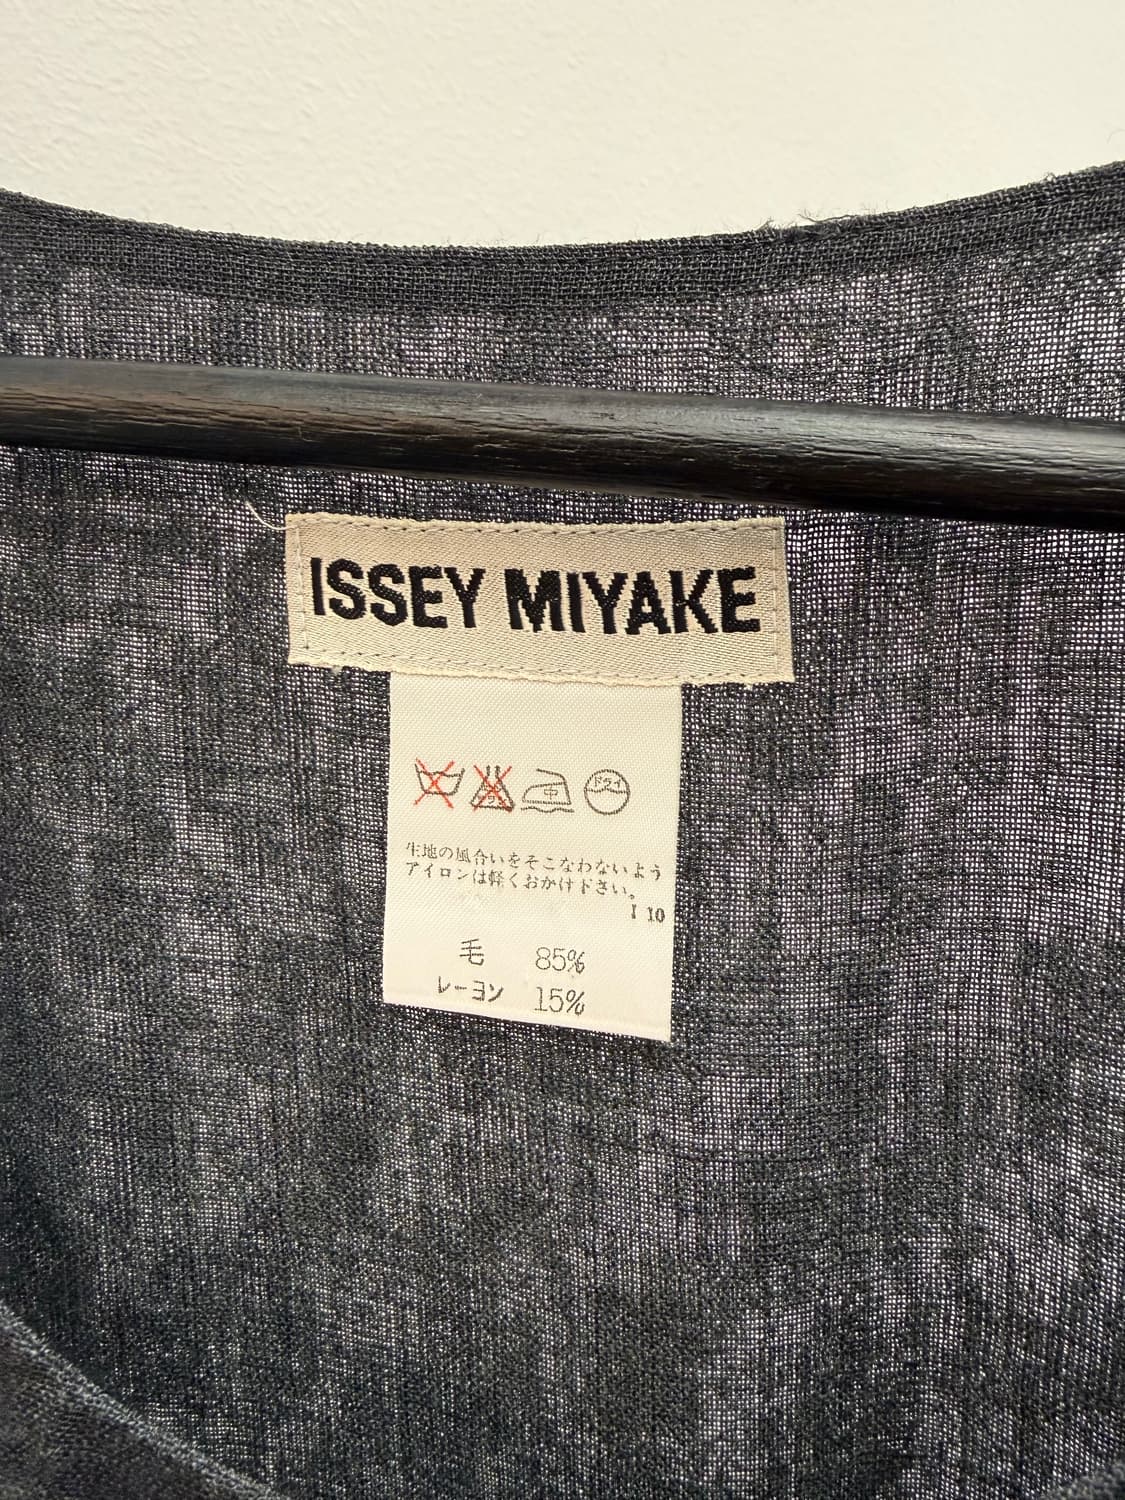 ISSEY MIYAKE
中 ドライ
生地の風合いをそこなわないよう
アイロンは軽くおかけ下さい。
I 10
毛 85%
レーヨン 15%